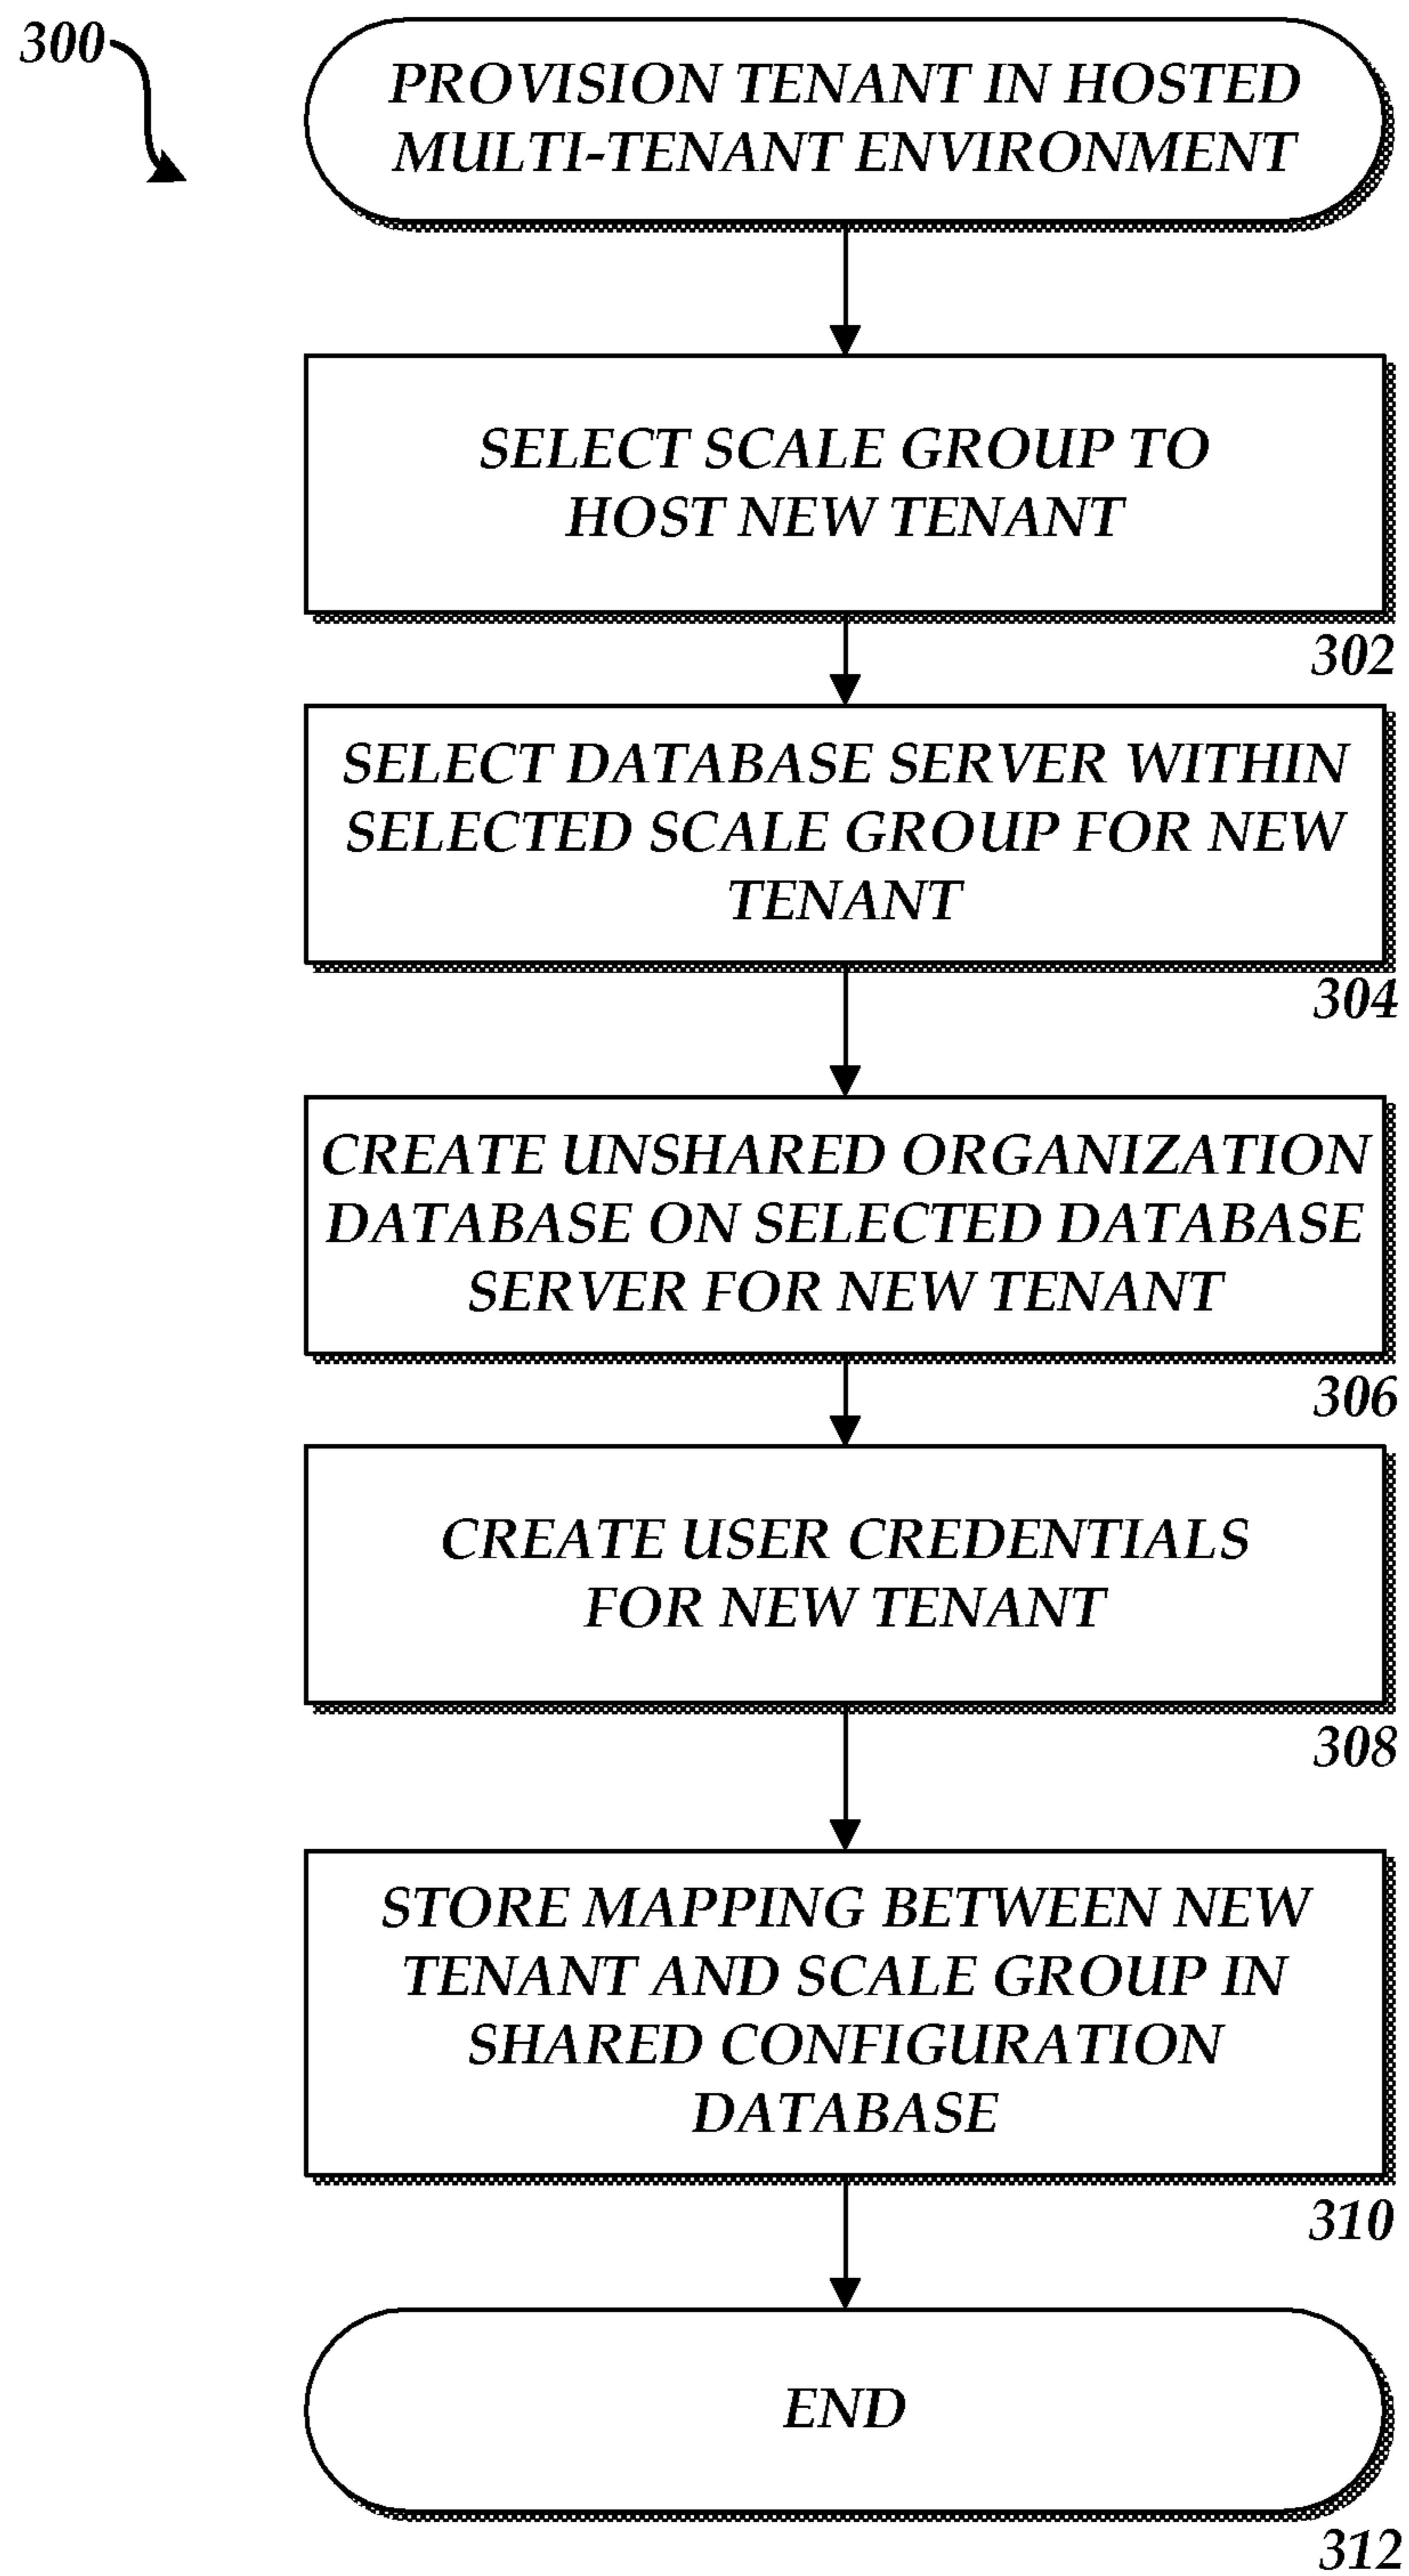 300
PROVISION TENANT IN HOSTED
MULTI-TENANT ENVIRONMENT
SELECT SCALE GROUP TO
HOST NEW TENANT
302
SELECT DATABASE SERVER WITHIN
SELECTED SCALE GROUP FOR NEW
TENANT
304
CREATE UNSHARED ORGANIZATION
DATABASE ON SELECTED DATABASE
SERVER FOR NEW TENANT
306
CREATE USER CREDENTIALS
FOR NEW TENANT
308
STORE MAPPING BETWEEN NEW
TENANT AND SCALE GROUP IN
SHARED CONFIGURATION
DATABASE
310
END
312